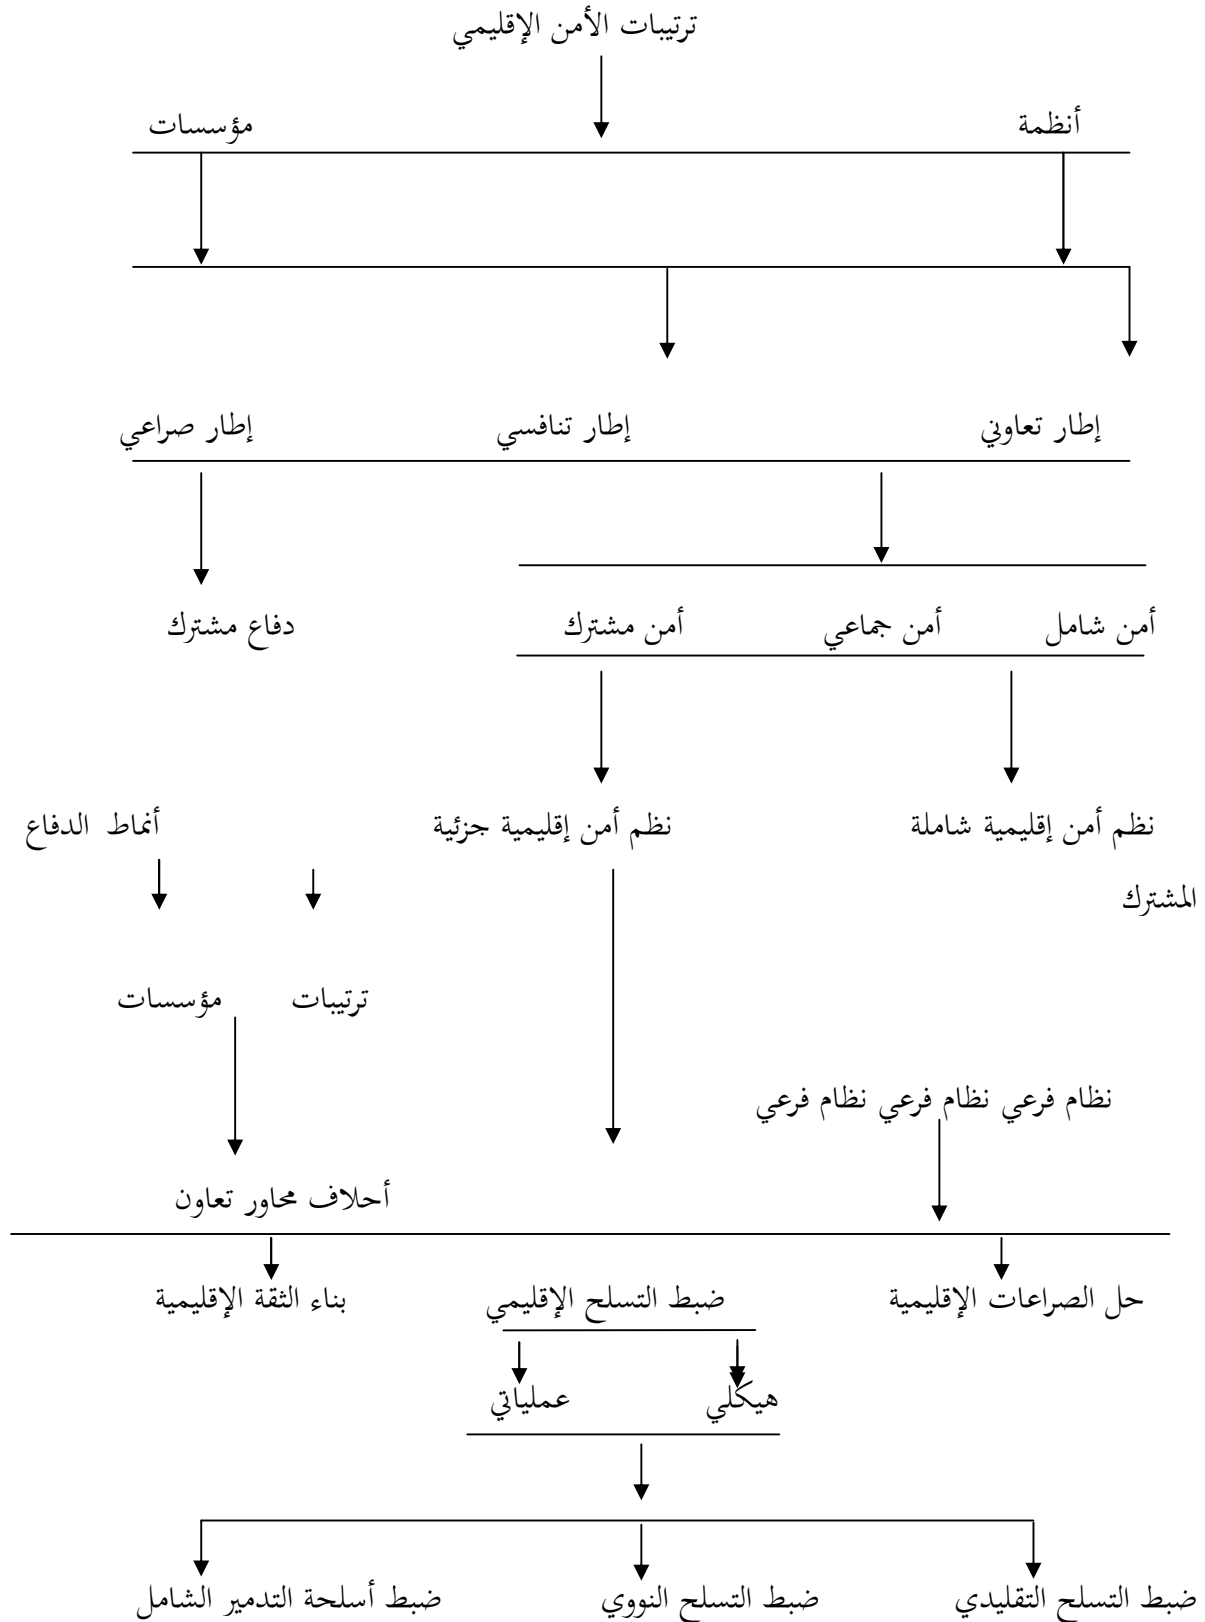 ترتيبات الأمن الإقليمي
أنظمة مؤسسات
إطار تعاوني إطار تنافسي إطار صراعي
أمن شامل أمن جماعي أمن مشترك دفاع مشترك
نظم أمن إقليمية شاملة نظم أمن إقليمية جزئية أنماط الدفاع
المشترك
ترتيبات مؤسسات
نظام فرعي نظام فرعي نظام فرعي
أحلاف محاور تعاون
حل الصراعات الإقليمية ضبط التسلح الإقليمي بناء الثقة الإقليمية
هيكلي عملياتي
ضبط التسلح التقليدي ضبط التسلح النووي ضبط أسلحة التدمير الشامل